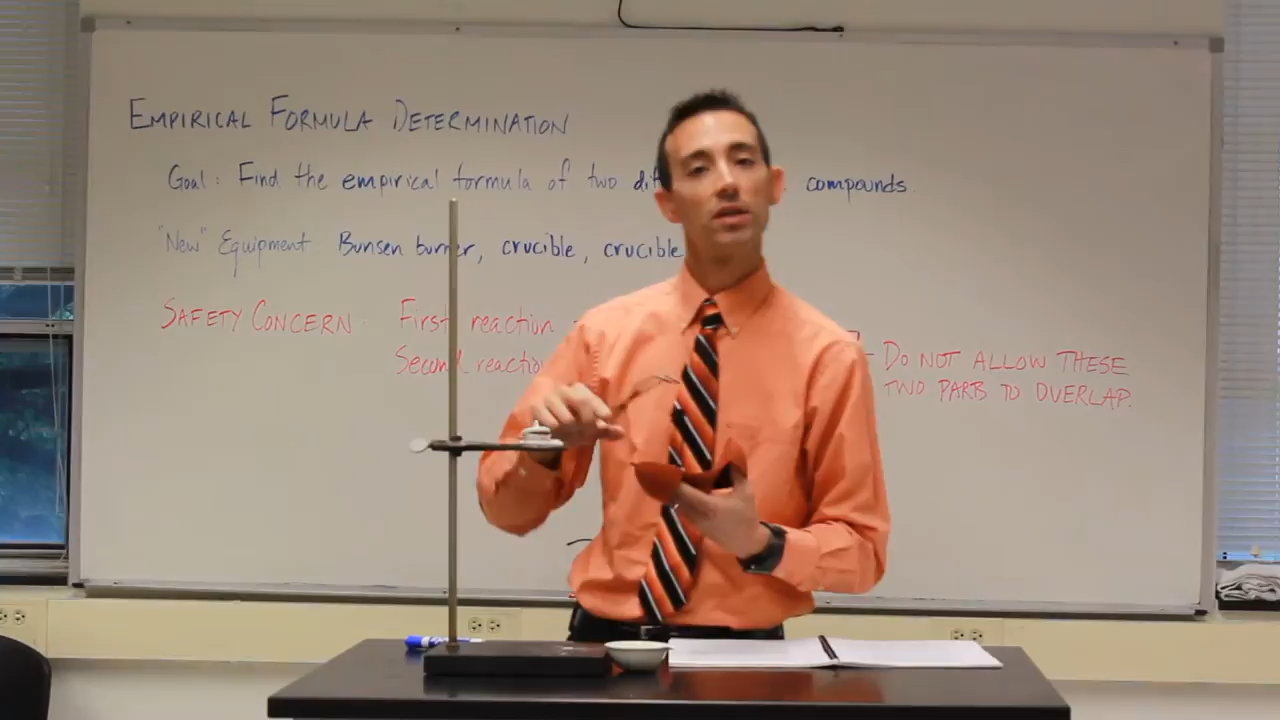 EMPIRICAL FORMULA DETERMINATION
Goal: Find the empirical formula of two compounds.
"New" Equipment Bunsen burner, crucible, crucible
SAFETY CONCERN: First reaction
Second
DO NOT ALLOW THESE
TWO PARTS TO OVERLAP.